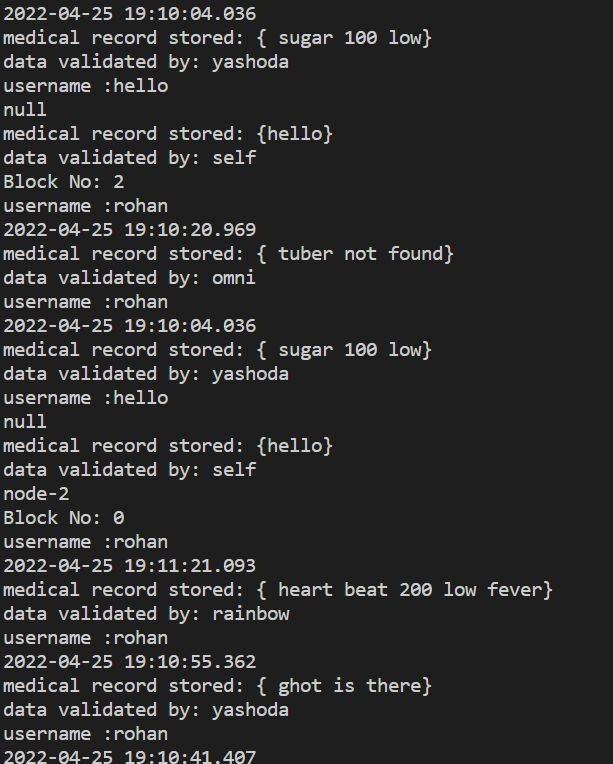 2022-04-25 19:10:04.036
medical record stored: { sugar 100 low}
data validated by: yashoda
username :hello
null
medical record stored: {hello}
data validated by: self
Block No: 2
username :rohan
2022-04-25 19:10:20.969
medical record stored: { tuber not found}
data validated by: omni
username :rohan
2022-04-25 19:10:04.036
medical record stored: { sugar 100 low}
data validated by: yashoda
username :hello
null
medical record stored: {hello}
data validated by: self
node-2
Block No: 0
username :rohan
2022-04-25 19:11:21.093
medical record stored: { heart beat 200 low fever}
data validated by: rainbow
username :rohan
2022-04-25 19:10:55.362
medical record stored: { ghot is there}
data validated by: yashoda
username :rohan
2022-04-25 19:10:41.407